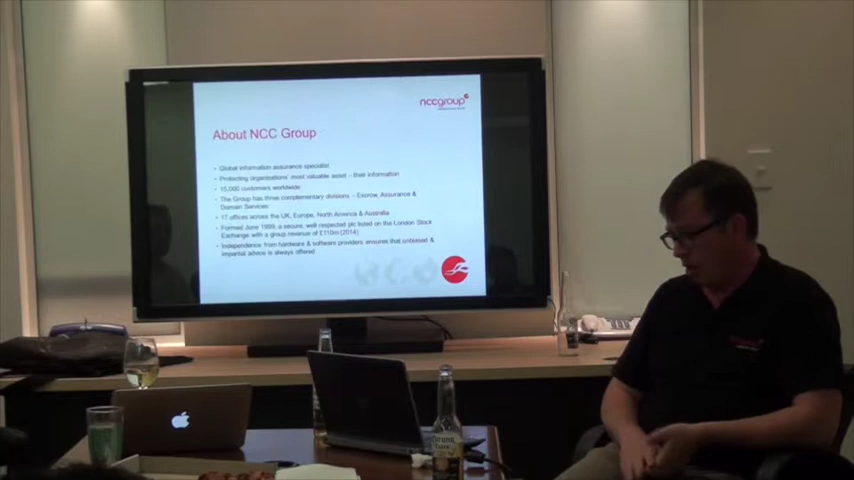 nccgroup
About NCC Group
• Global information assurance specialist
• Protecting organisations' most valuable asset – their information
• 15,000 customers worldwide
• The Group has three complementary divisions – Escrow, Assurance &
Domain Services
• 17 offices across the UK, Europe, North America & Australia
• Formed June 1999, a secure, well respected plc listed on the London Stock
Exchange with a group revenue of £110m (2014)
• Independence from hardware & software providers ensures that unbiased &
impartial advice is always offered